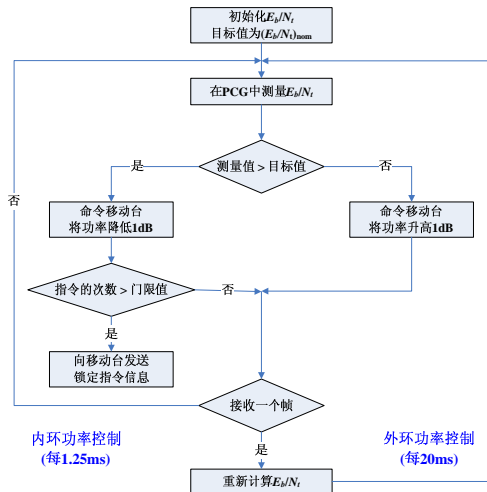 初始化Eb/Nt
目标值为(Eb/Nt)nom
在PCG中测量Eb/Nt
测量值＞目标值
是
否
否
命令移动台
将功率降低1dB
命令移动台
将功率升高1dB
指令的次数＞门限值
否
是
向移动台发送
锁定指令信息
接收一个帧
内环功率控制
(每1.25ms)
外环功率控制
(每20ms)
是
重新计算Eb/Nt